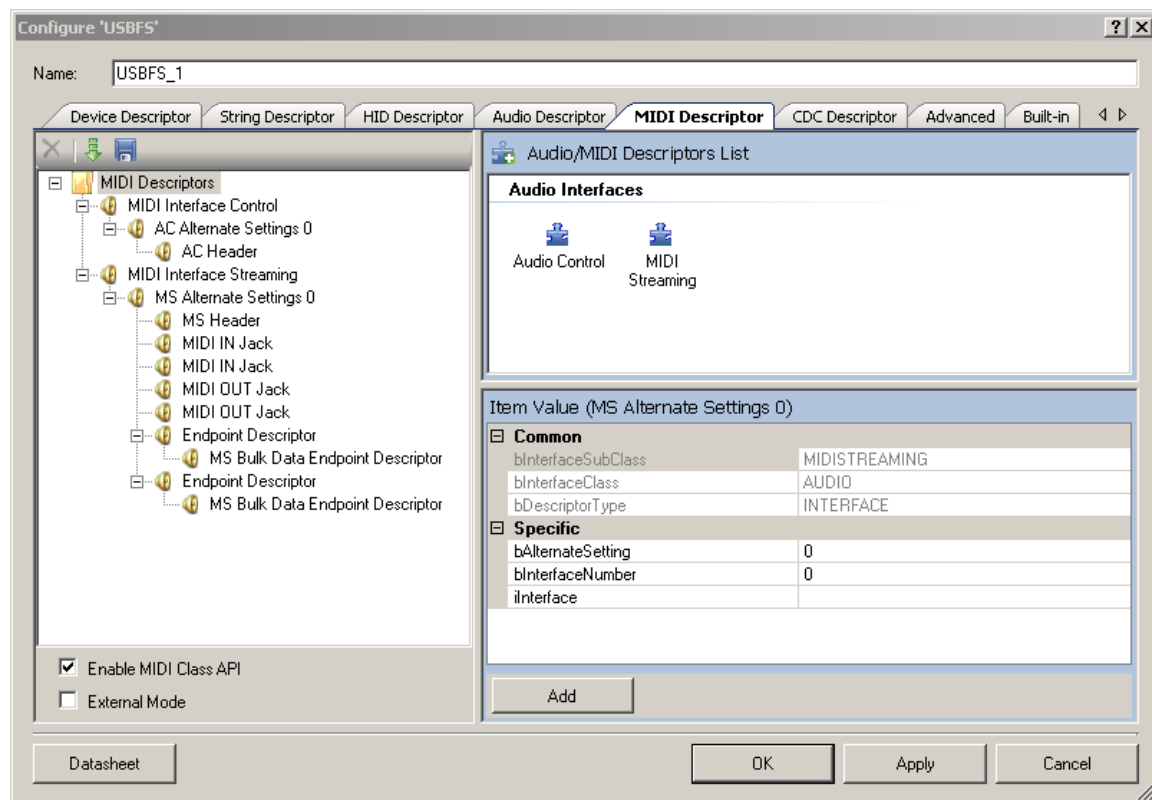 Configure 'USBFS'
Name: USBFS_1
Device Descriptor String Descriptor HID Descriptor Audio Descriptor MIDI Descriptor CDC Descriptor Advanced Built-in
MIDI Descriptors
MIDI Interface Control
AC Alternate Settings 0
AC Header
MIDI Interface Streaming
MS Alternate Settings 0
MS Header
MIDI IN Jack
MIDI IN Jack
MIDI OUT Jack
MIDI OUT Jack
Endpoint Descriptor
MS Bulk Data Endpoint Descriptor
Endpoint Descriptor
MS Bulk Data Endpoint Descriptor
Enable MIDI Class API
External Mode
Audio/MIDI Descriptors List
Audio Interfaces
Audio Control
MIDI
Streaming
Item Value (MS Alternate Settings 0)
Common
bInterfaceSubClass MIDISTREAMING
bInterfaceClass AUDIO
bDescriptorType INTERFACE
Specific
bAlternateSetting 0
bInterfaceNumber 0
iInterface
Add
Datasheet OK Apply Cancel